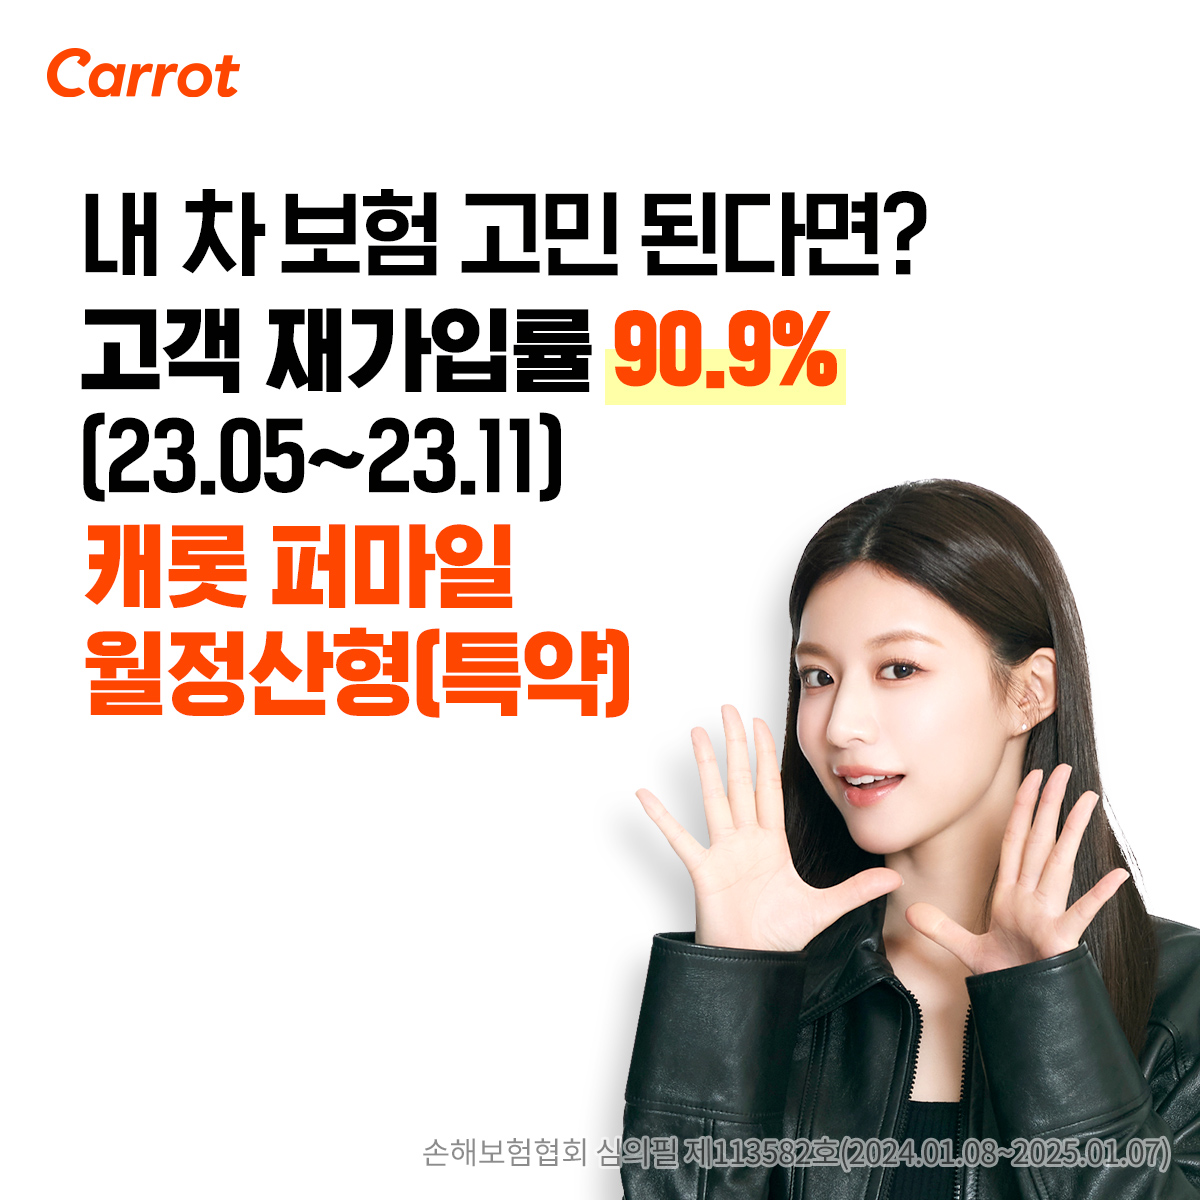 Carrot
내 차 보험 고민 된다면?
고객 재가입률 90.9%
(23.05~23.11)
캐롯 퍼마일
월정산형(특약)
손해보험협회 심의필 제113582호(2024.01.08~2025.01.07)